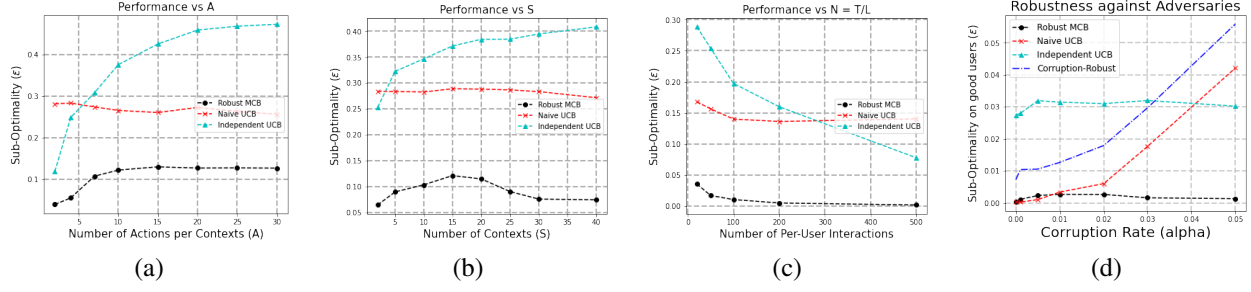 Performance vs A
Sub-Optimality (ε)
0.4
0.3
0.2
0.1
Robust MCB
Naive UCB
Independent UCB
5 10 15 20 25 30
Number of Actions per Contexts (A)
(a)
Performance vs S
Sub-Optimality (ε)
0.40
0.35
0.30
0.25
0.20
0.15
0.10
0.05
Robust MCB
Naive UCB
Independent UCB
5 10 15 20 25 30 40
Number of Contexts (S)
(b)
Performance vs N = T/L
Sub-Optimality (ε)
0.30
0.25
0.20
0.15
0.10
0.05
0.00
Robust MCB
Naive UCB
Independent UCB
0 100 200 300 400 500
Number of Per-User Interactions
(c)
Robustness against Adversaries
Sub-Optimality on good users (ε)
0.05
0.04
0.03
0.02
0.01
0.00
Robust MCB
Naive UCB
Independent UCB
Corruption-Robust
0.00 0.01 0.02 0.03 0.04 0.05
Corruption Rate (alpha)
(d)